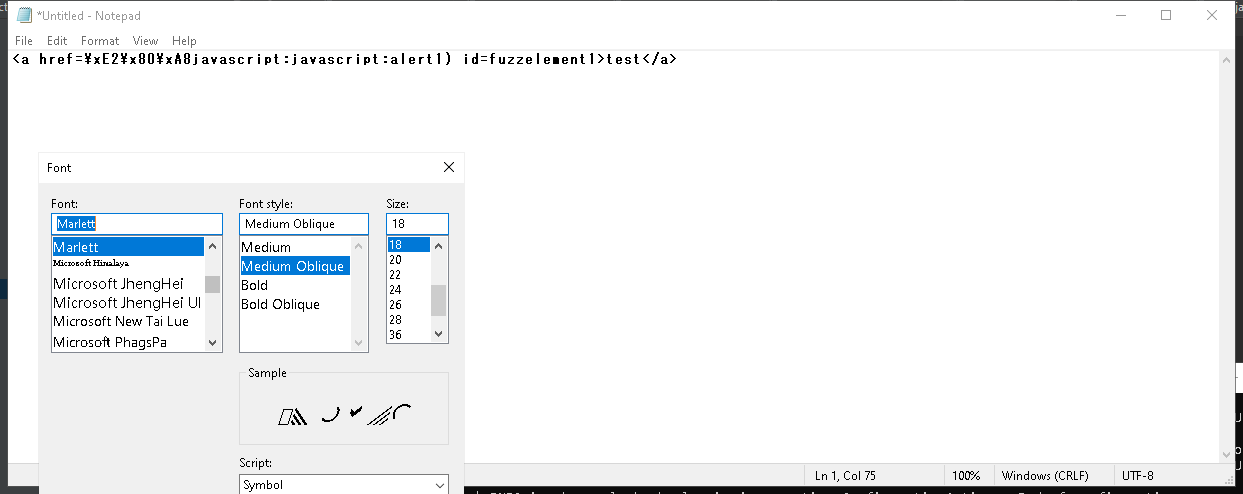 *Untitled - Notepad
File Edit Format View Help
<a href=¥xE2¥x80¥xA8javascript:javascript:alert1) id=fuzzelement1>test</a>
Font
Font: Font style: Size:
Marlett Medium Oblique 18
Marlett Medium 18
Microsoft Himalaya Medium Oblique 20
Microsoft JhengHei Bold 22
Microsoft JhengHei UI Bold Oblique 24
Microsoft New Tai Lue 26
Microsoft PhagsPa 28
36
Sample
Script:
Symbol
Ln 1, Col 75 100% Windows (CRLF) UTF-8